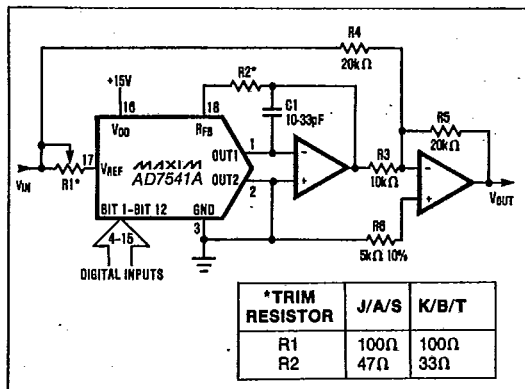 R4
20kΩ
+15V
R2*
16
18
C1
10-33pF
R5
20kΩ
VDD
RFB
1
VIN
R1*
17
VREF
MAXIM
AD7541A
OUT1
OUT2
2
−
+
R3
10kΩ
−
+
VOUT
BIT 1-BIT 12
GND
3
4-15
R6
5kΩ 10%
DIGITAL INPUTS
*TRIM RESISTOR J/A/S K/B/T
R1 100Ω 100Ω
R2 47Ω 33Ω